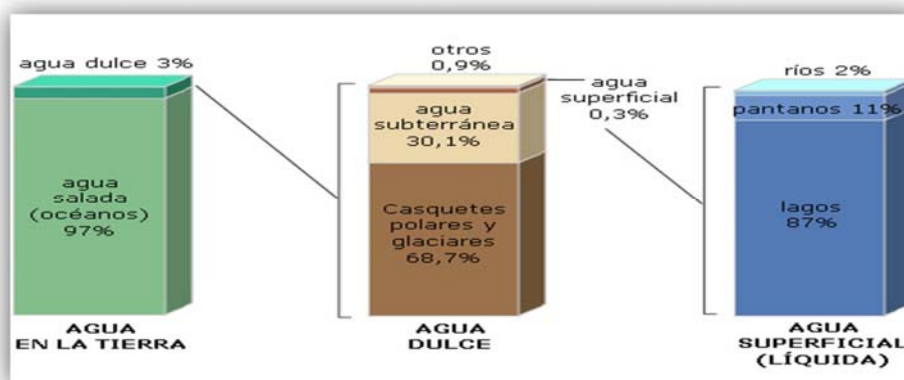 agua dulce 3%
agua
salada
(océanos)
97%
AGUA
EN LA TIERRA
otros
0,9%
agua
subterránea
30,1%
Casquetes
polares y
glaciares
68,7%
AGUA
DULCE
agua
superficial
0,3%
ríos 2%
pantanos 11%
lagos
87%
AGUA
SUPERFICIAL
(LÍQUIDA)